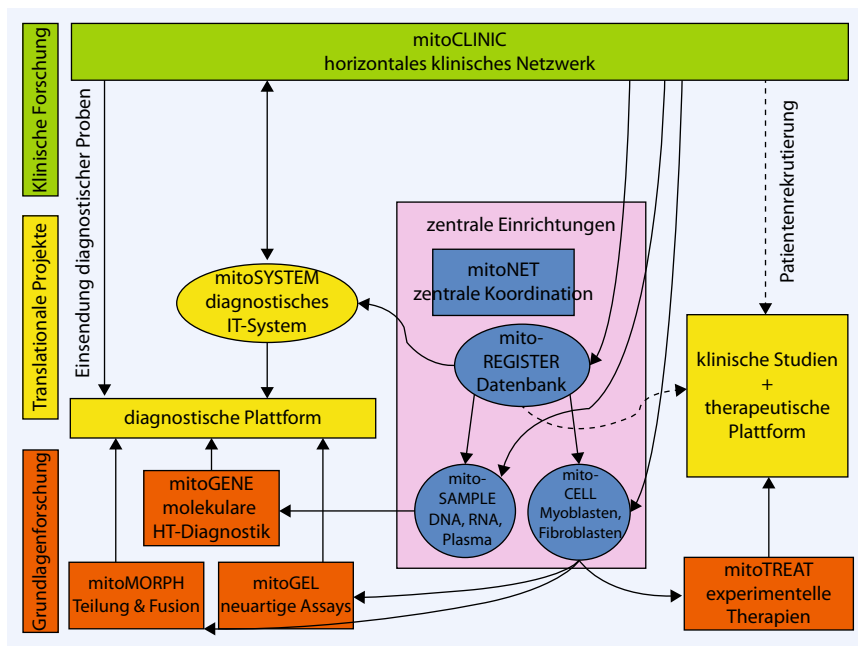 Klinische Forschung
mitoCLINIC
horizontales klinisches Netzwerk
Einsendung diagnostischer Proben
Patientenrekrutierung
Translationale Projekte
zentrale Einrichtungen
mitoNET
zentrale Koordination
mitoSYSTEM
diagnostisches
IT-System
mito-
REGISTER
Datenbank
klinische Studien
+
therapeutische
Plattform
diagnostische Plattform
Grundlagenforschung
mitoGENE
molekulare
HT-Diagnostik
mito-
SAMPLE
DNA, RNA,
Plasma
mito-
CELL
Myoblasten,
Fibroblasten
mitoMORPH
Teilung & Fusion
mitoGEL
neuartige Assays
mitoTREAT
experimentelle
Therapien